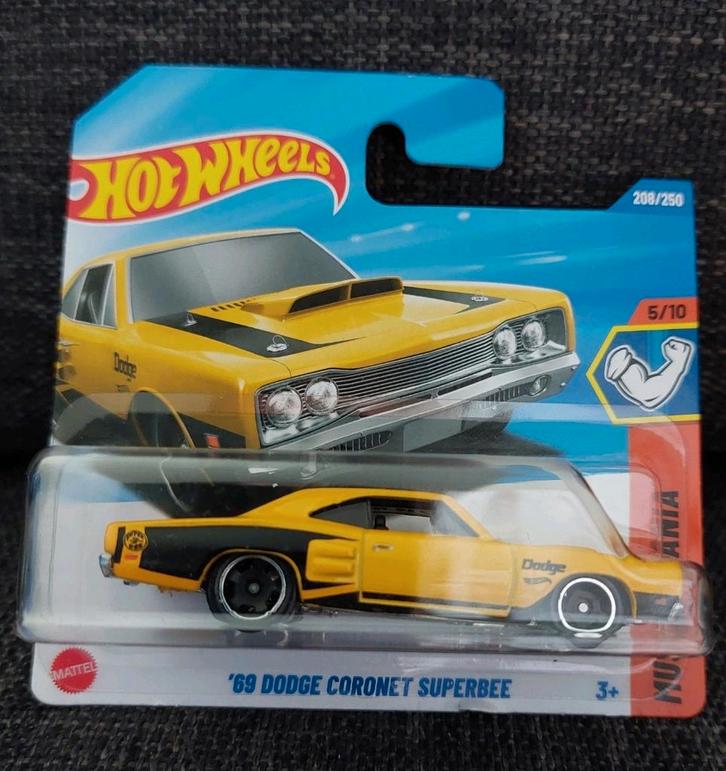 HOT WHEELS
208/250
5/10
Dodge
Dodge
MATTEL
'69 DODGE CORONET SUPERBEE
3+